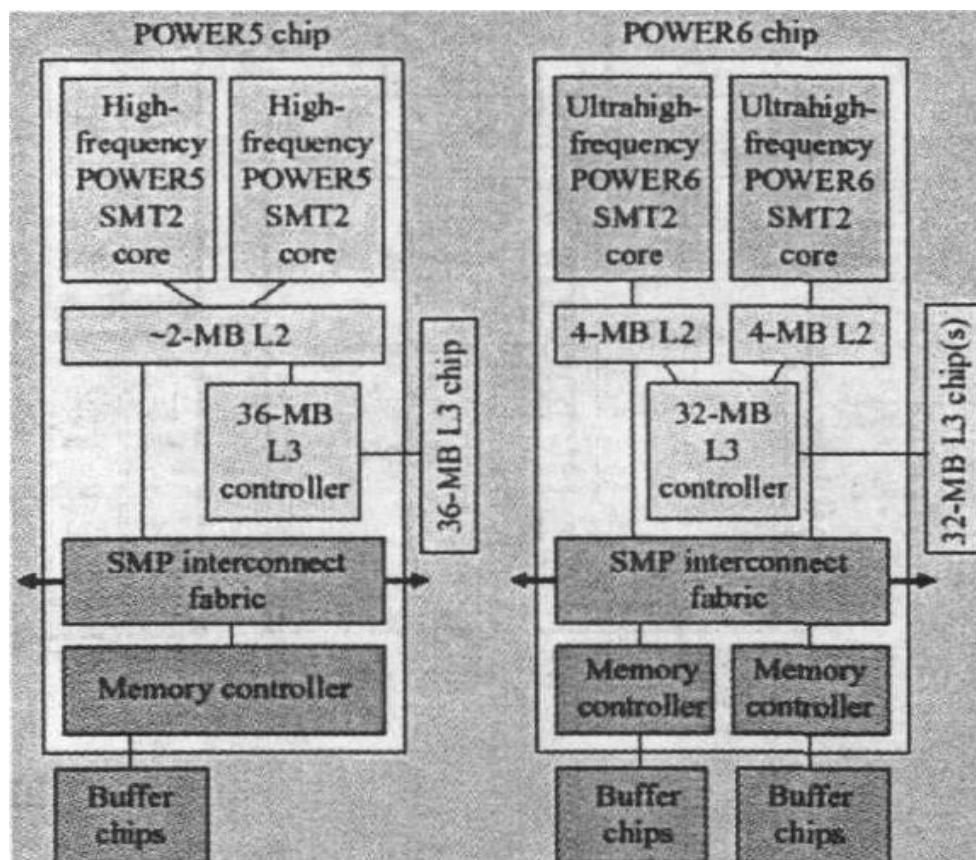 POWER5 chip
High-
frequency
POWER5
SMT2
core
High-
frequency
POWER5
SMT2
core
~2-MB L2
36-MB
L3
controller
36-MB L3 chip
SMP interconnect
fabric
Memory controller
Buffer
chips
POWER6 chip
Ultrahigh-
frequency
POWER6
SMT2
core
Ultrahigh-
frequency
POWER6
SMT2
core
4-MB L2
4-MB L2
32-MB
L3
controller
32-MB L3 chip(s)
SMP interconnect
fabric
Memory
controller
Memory
controller
Buffer
chips
Buffer
chips